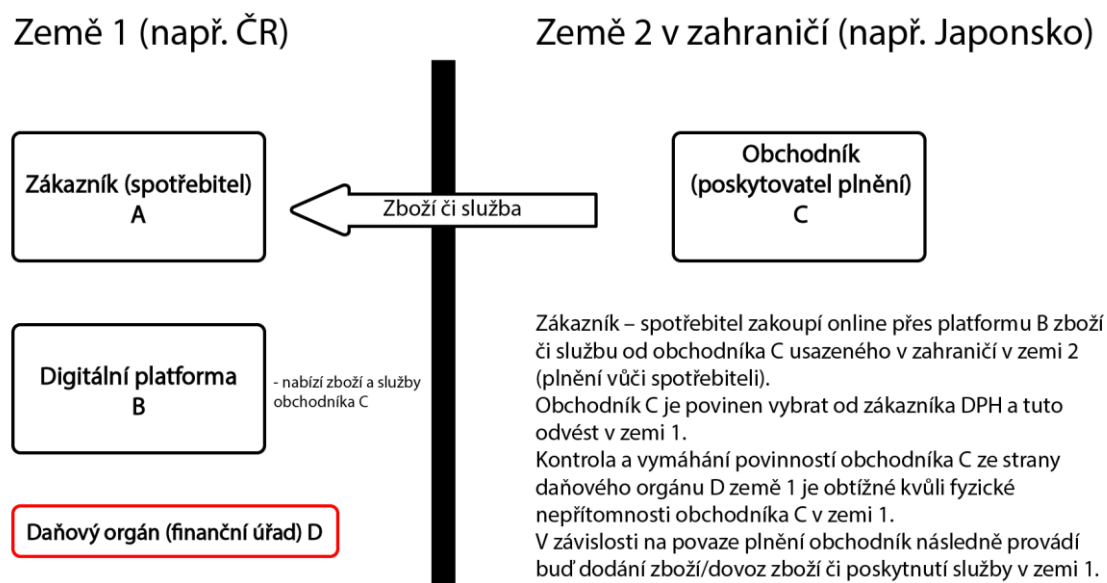 Země 1 (např. ČR)
Země 2 v zahraničí (např. Japonsko)
Zákazník (spotřebitel)
A
Zboží či služba
Obchodník
(poskytovatel plnění)
C
Digitální platforma
B
- nabízí zboží a služby
obchodníka C
Daňový orgán (finanční úřad) D
Zákazník – spotřebitel zakoupí online přes platformu B zboží
či službu od obchodníka C usazeného v zahraničí v zemi 2
(plnění vůči spotřebiteli).
Obchodník C je povinen vybrat od zákazníka DPH a tuto
odvést v zemi 1.
Kontrola a vymáhání povinností obchodníka C ze strany
daňového orgánu D země 1 je obtížné kvůli fyzické
nepřítomnosti obchodníka C v zemi 1.
V závislosti na povaze plnění obchodník následně provádí
buď dodání zboží/dovoz zboží či poskytnutí služby v zemi 1.